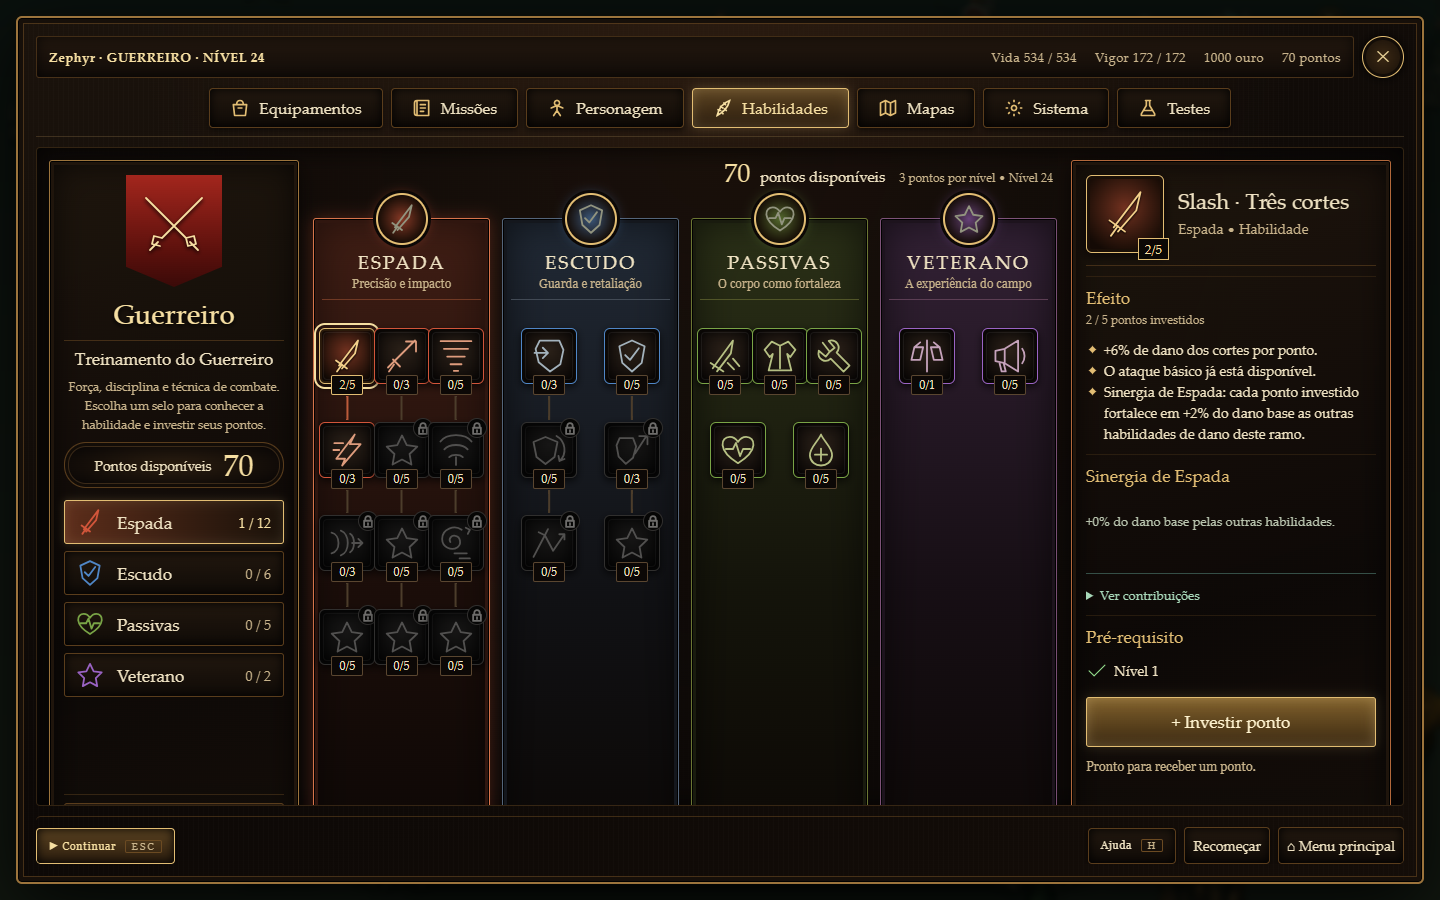 Zephyr · GUERREIRO · NÍVEL 24
Vida 534 / 534 Vigor 172 / 172 1000 ouro 70 pontos
Equipamentos Missões Personagem Habilidades Mapas Sistema Testes
Guerreiro
Treinamento do Guerreiro
Força, disciplina e técnica de combate.
Escolha um selo para conhecer a
habilidade e investir seus pontos.
Pontos disponíveis 70
Espada 1 / 12
Escudo 0 / 6
Passivas 0 / 5
Veterano 0 / 2
70 pontos disponíveis 3 pontos por nível • Nível 24
ESPADA
Precisão e impacto
2/5 0/3 0/5
0/3 0/5 0/5
0/3 0/5 0/5
0/5 0/5 0/5
ESCUDO
Guarda e retaliação
0/3 0/5
0/5 0/3
0/5 0/5
PASSIVAS
O corpo como fortaleza
0/5 0/5 0/5
0/5 0/5
VETERANO
A experiência do campo
0/1 0/5
Slash · Três cortes
Espada • Habilidade
2/5
Efeito
2 / 5 pontos investidos
+6% de dano dos cortes por ponto.
O ataque básico já está disponível.
Sinergia de Espada: cada ponto investido
fortalece em +2% do dano base as outras
habilidades de dano deste ramo.
Sinergia de Espada
+0% do dano base pelas outras habilidades.
Ver contribuições
Pré-requisito
Nível 1
+ Investir ponto
Pronto para receber um ponto.
Continuar ESC
Ajuda H Recomeçar Menu principal